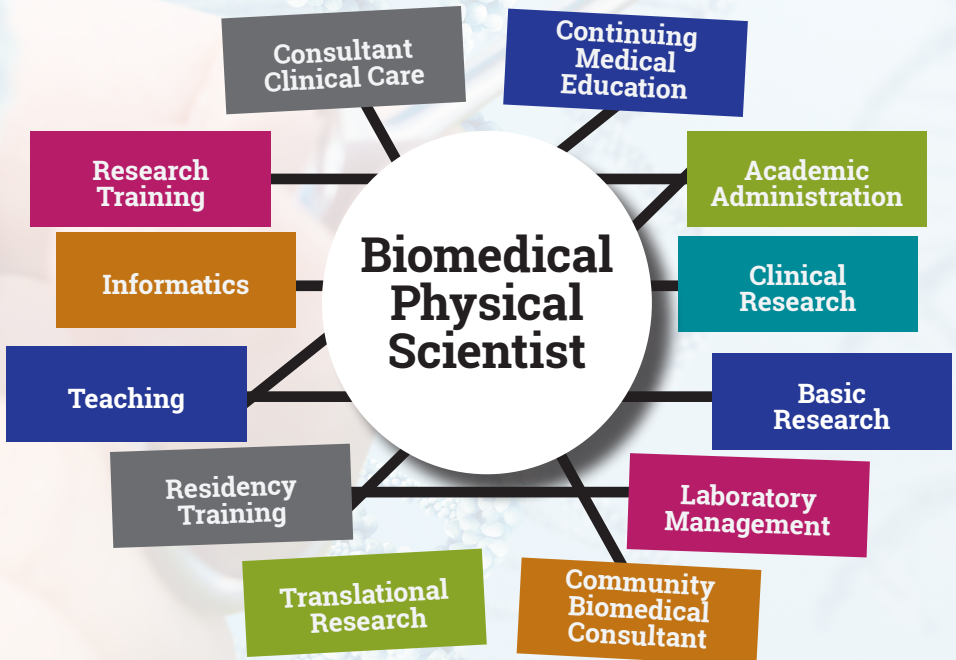 Consultant
Clinical Care
Continuing
Medical
Education
Research
Training
Academic
Administration
Informatics
Biomedical
Physical
Scientist
Clinical
Research
Teaching
Basic
Research
Residency
Training
Laboratory
Management
Translational
Research
Community
Biomedical
Consultant